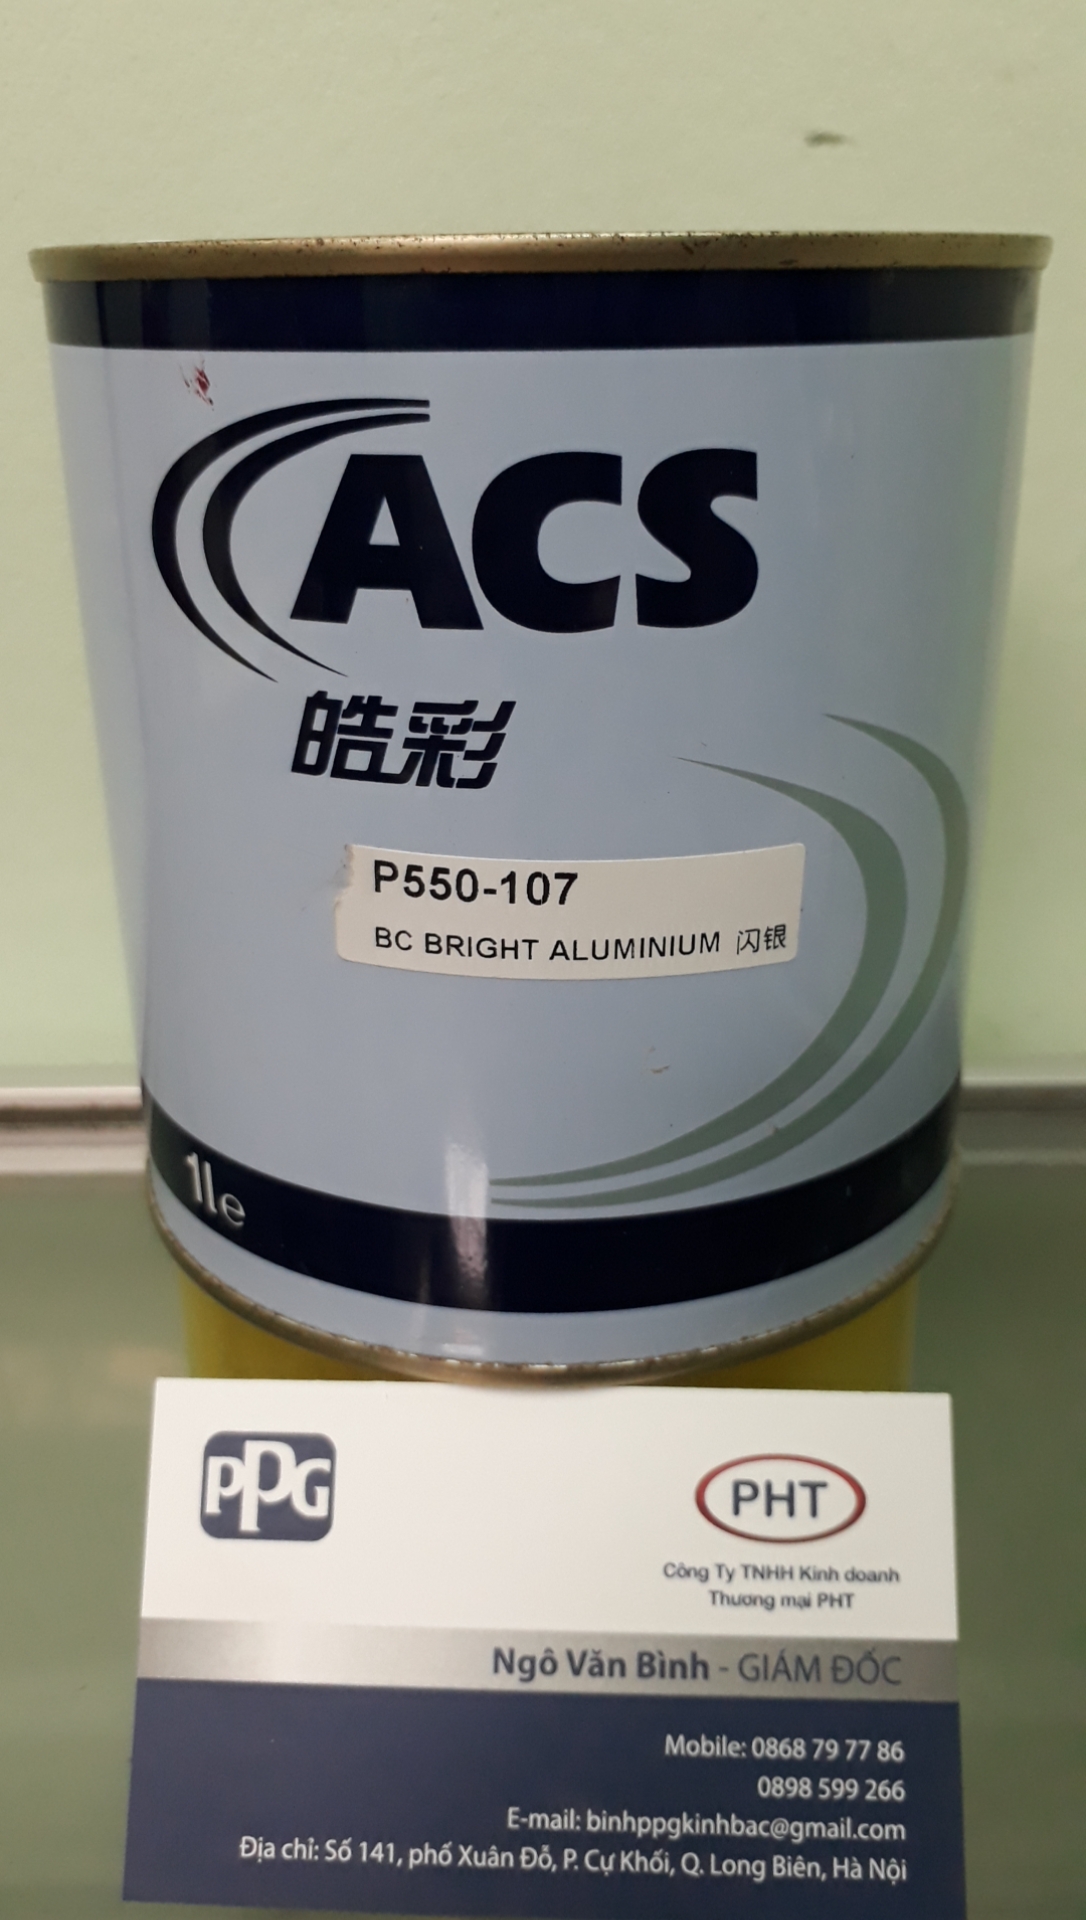 ACS
皓彩
P550-107
BC BRIGHT ALUMINIUM 闪银
1le
PPG
PHT
Công Ty TNHH Kinh doanh
Thương mại PHT
Ngô Văn Bình - GIÁM ĐỐC
Mobile: 0868 79 77 86
0898 599 266
E-mail: binhppgkinhbac@gmail.com
Địa chỉ: Số 141, phố Xuân Đỗ, P. Cự Khối, Q. Long Biên, Hà Nội